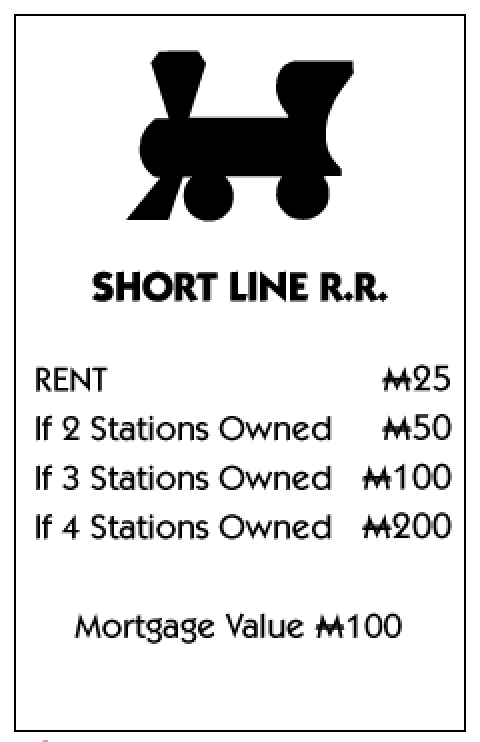 SHORT LINE R.R.
RENT ₩25
If 2 Stations Owned ₩50
If 3 Stations Owned ₩100
If 4 Stations Owned ₩200
Mortgage Value ₩100